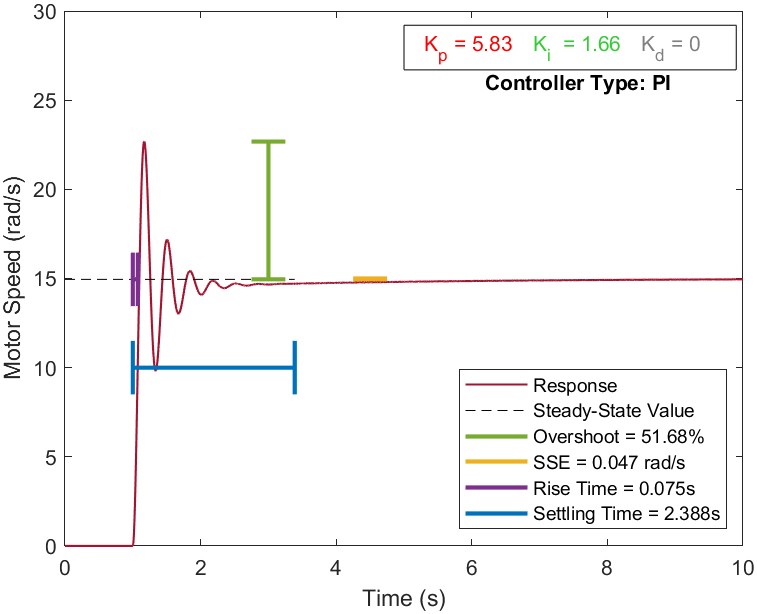 30
25
20
15
10
5
0
Motor Speed (rad/s)
Kp = 5.83 Ki = 1.66 Kd = 0
Controller Type: PI
Response
Steady-State Value
Overshoot = 51.68%
SSE = 0.047 rad/s
Rise Time = 0.075s
Settling Time = 2.388s
0 2 4 6 8 10
Time (s)